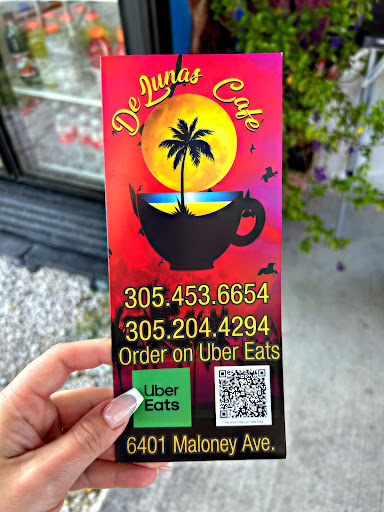 De Lunas Cafe
305.453.6654
305.204.4294
Order on Uber Eats
Uber
Eats
6401 Maloney Ave.